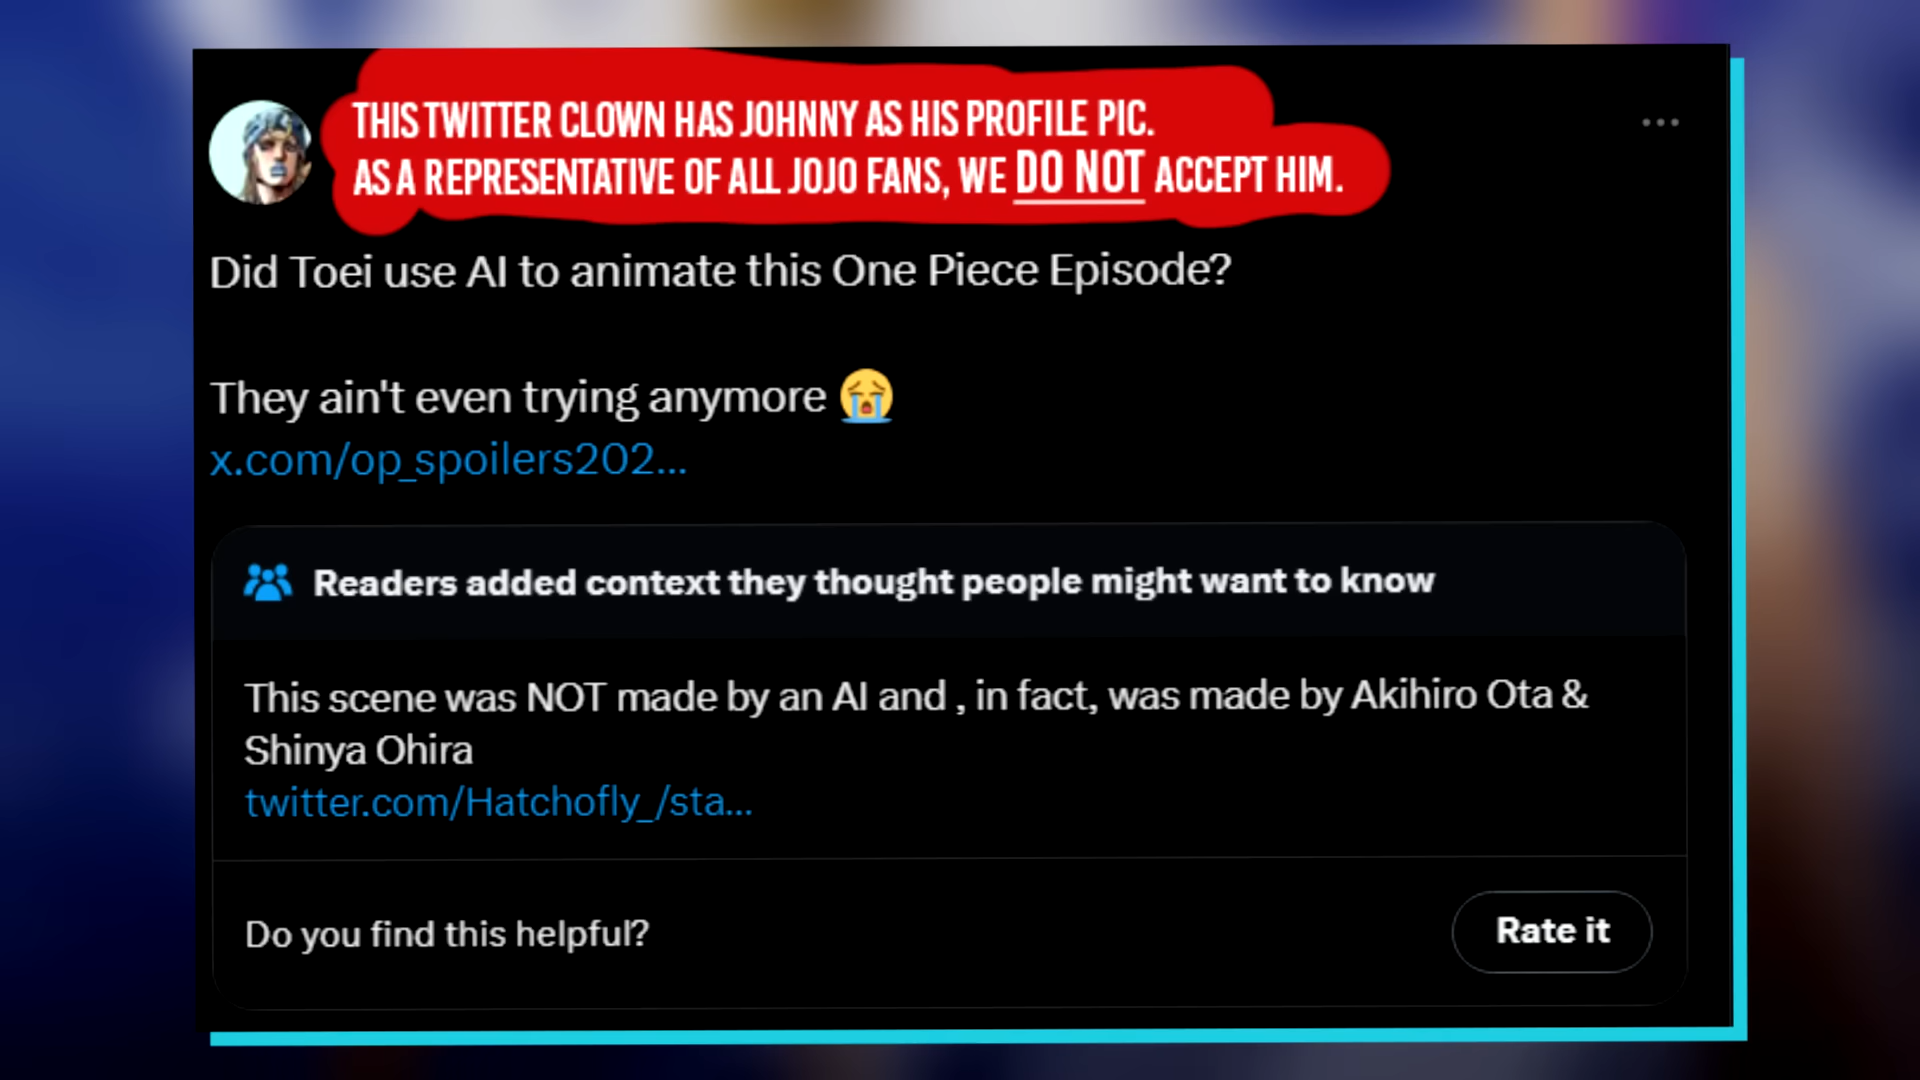 THIS TWITTER CLOWN HAS JOHNNY AS HIS PROFILE PIC.
AS A REPRESENTATIVE OF ALL JOJO FANS, WE DO NOT ACCEPT HIM.
Did Toei use AI to animate this One Piece Episode?
They ain't even trying anymore 😭
x.com/op_spoilers202...
Readers added context they thought people might want to know
This scene was NOT made by an AI and , in fact, was made by Akihiro Ota &
Shinya Ohira
twitter.com/Hatchofly_/sta...
Do you find this helpful?
Rate it